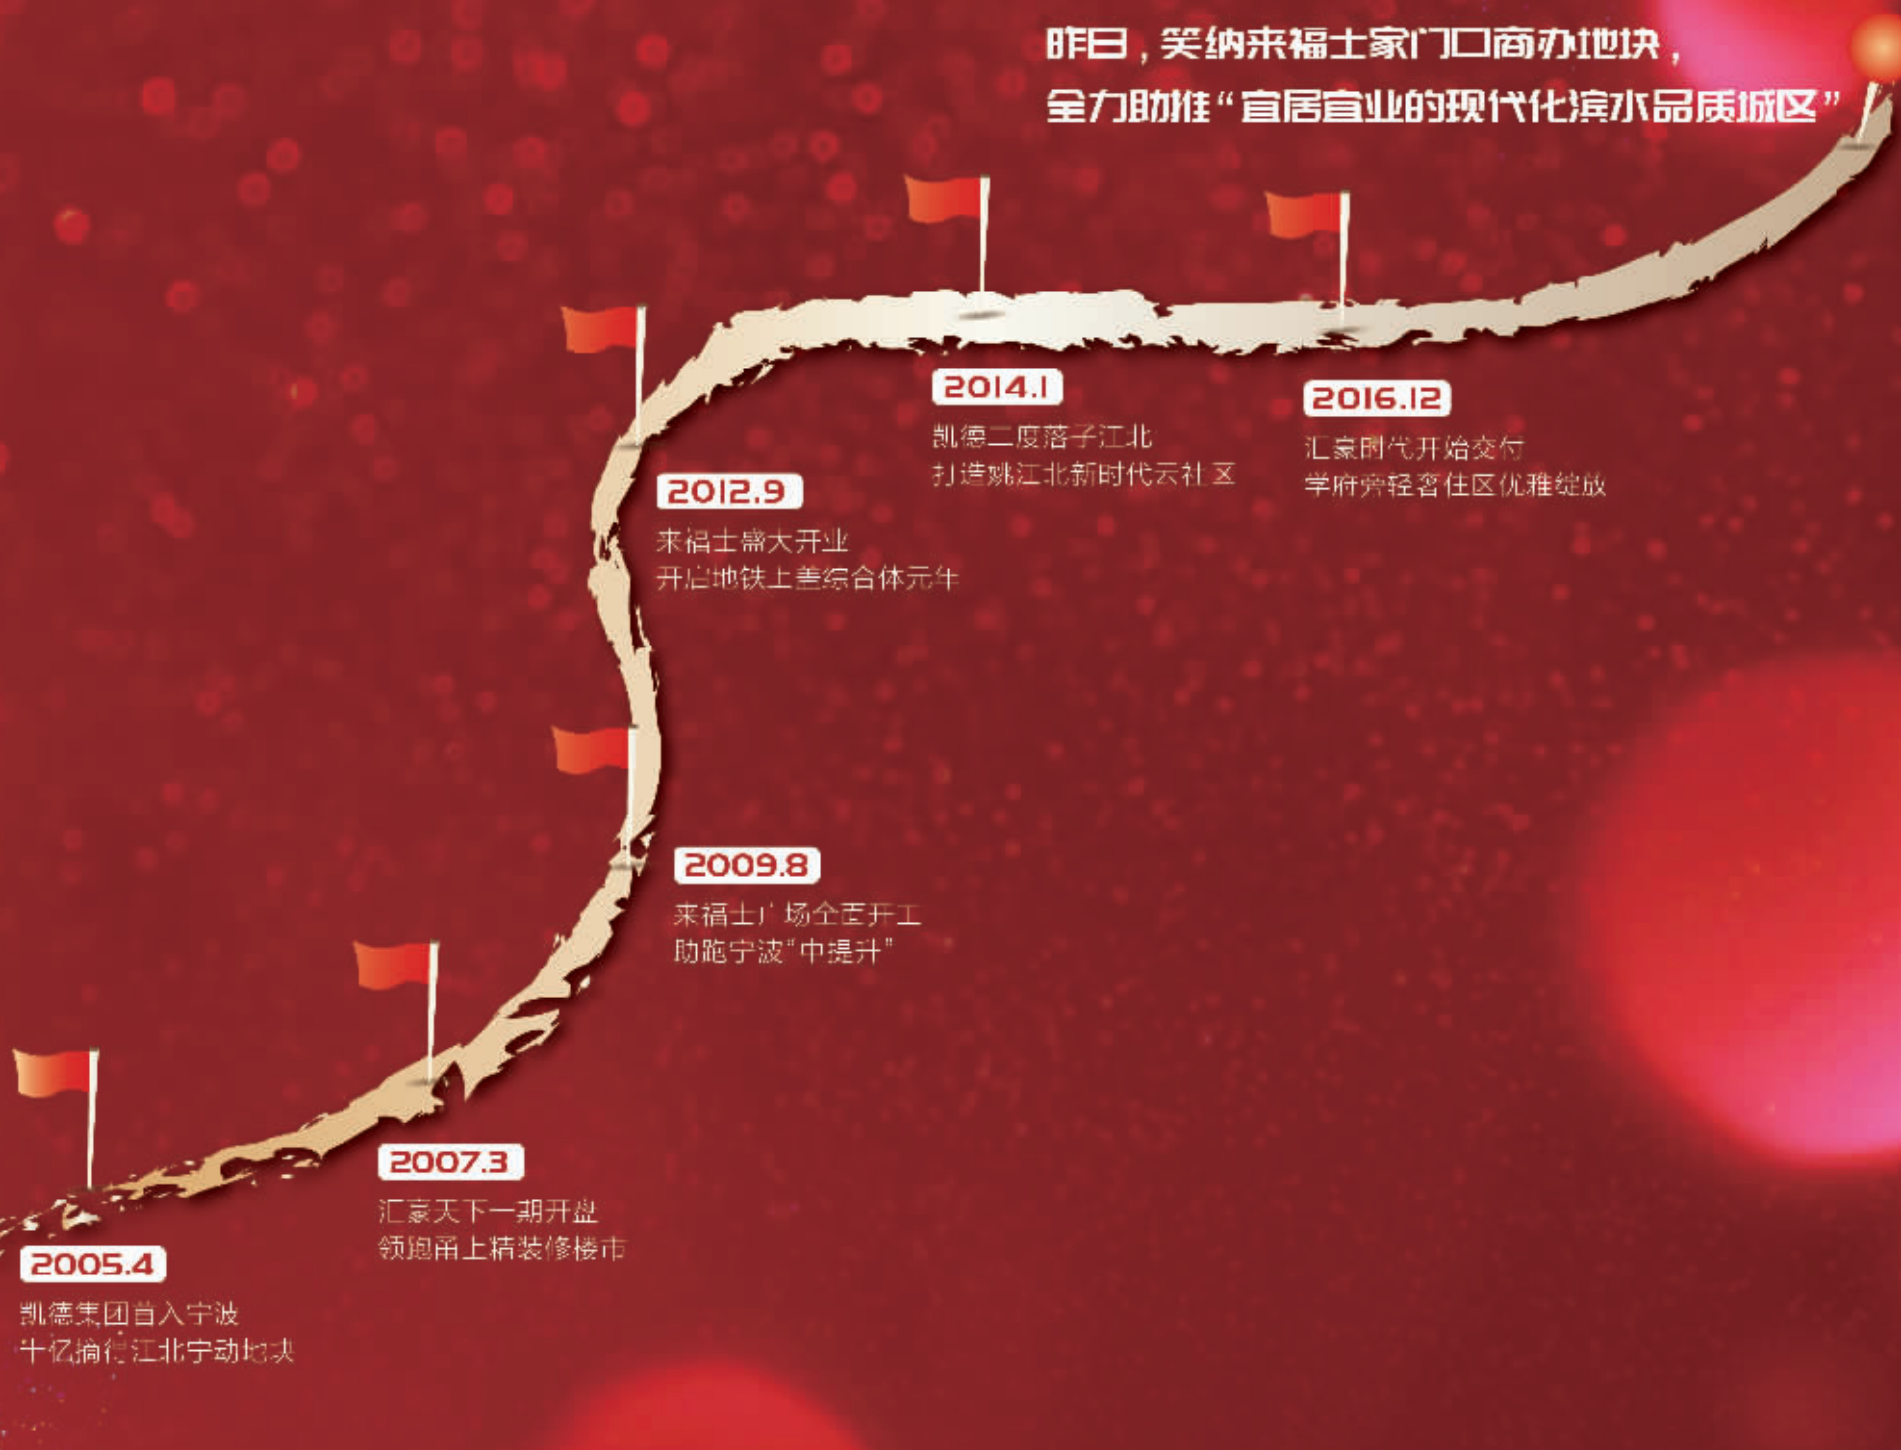 昨日，笑纳来福士家门口商办地块，
全力助推“宜居宜业的现代化滨水品质城区”
2014.1
凯德二度落子江北
打造姚江北新时代云社区
2016.12
汇豪时代开始交付
学府旁轻奢住区优雅绽放
2012.9
来福士盛大开业
开启地铁上盖综合体元年
2009.8
来福士广场全面开工
助跑宁波“中提升”
2007.3
汇豪天下一期开盘
领跑甬上精装修楼市
2005.4
凯德集团首入宁波
十亿摘得江北宁动地块